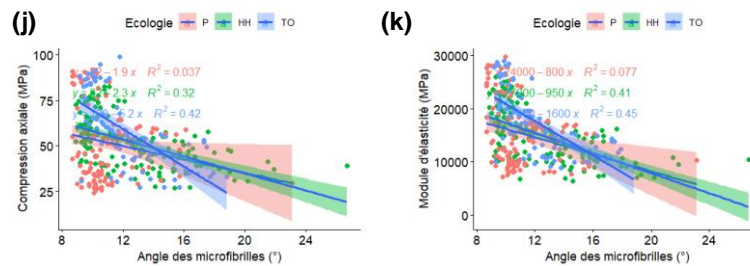 (j)
Ecologie P HH TO
Compression axiale (MPa)
100
75
50
25
−1.9 x R² = 0.037
2.3 x R² = 0.32
.2 x R² = 0.42
8 12 16 20 24
Angle des microfibrilles (°)
(k)
Ecologie P HH TO
Module d'élasticité (MPa)
30000
20000
10000
0
4000 − 800 x R² = 0.077
− 950 x R² = 0.41
− 1600 x R² = 0.45
8 12 16 20 24
Angle des microfibrilles (°)